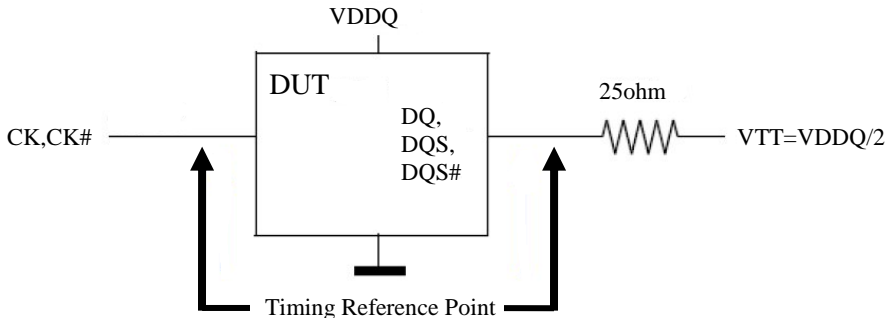 VDDQ
DUT
25ohm
DQ,
CK,CK#
VTT=VDDQ/2
DQS,
DQS#
Timing Reference Point